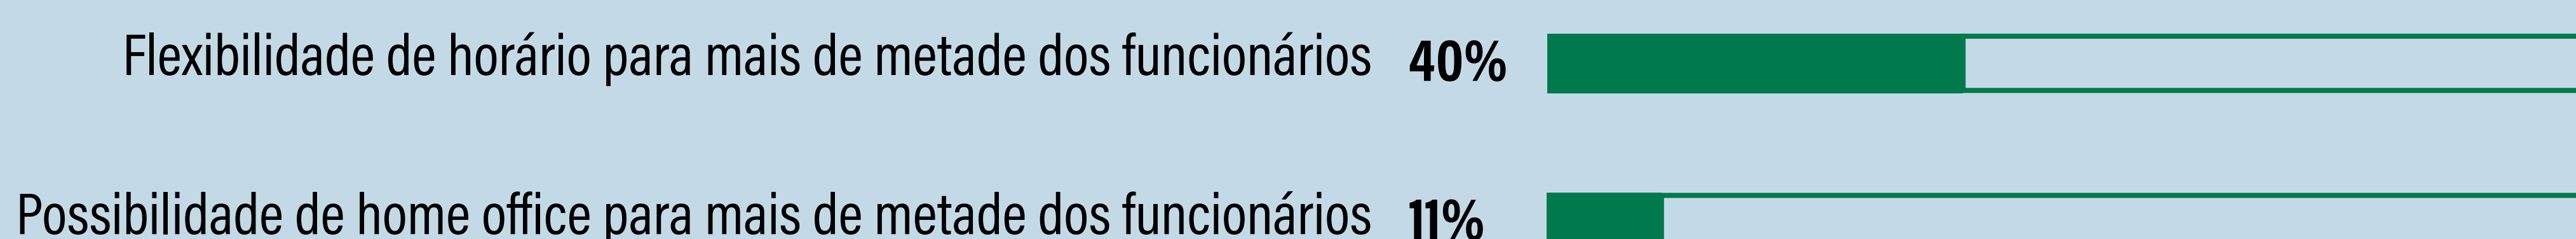 Flexibilidade de horário para mais de metade dos funcionários 40%
Possibilidade de home office para mais de metade dos funcionários 11%